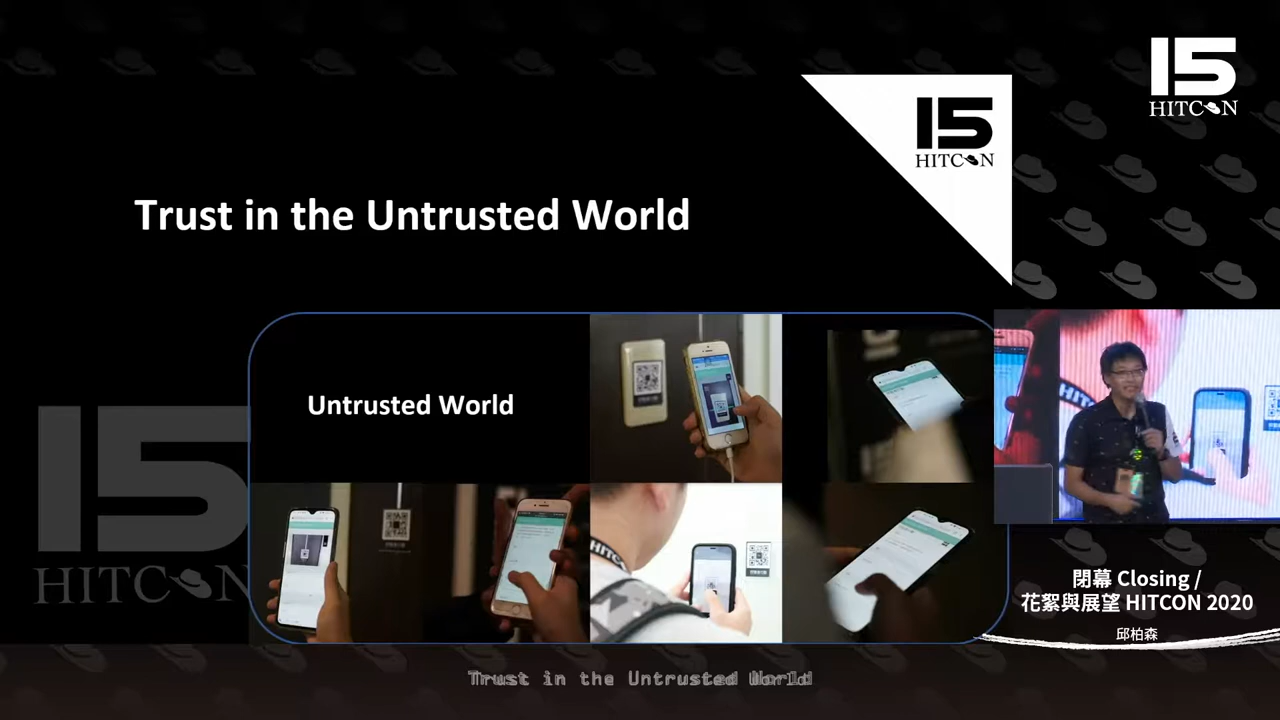 15
HITCON
15
HITCON
Trust in the Untrusted World
Untrusted World
15
HITCON
HITCON
閉幕 Closing /
花絮與展望 HITCON 2020
邱柏森
Trust in the Untrusted World